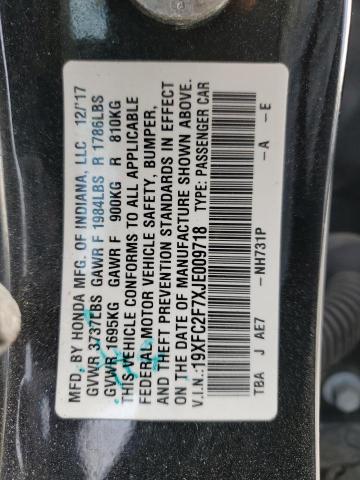 MFD. BY HONDA MFG. OF INDIANA, LLC 12/'17
GVWR 3737LBS GAWR F 1984LBS R 1786LBS
GVWR 1695KG GAWR F 900KG R 810KG
THIS VEHICLE CONFORMS TO ALL APPLICABLE
FEDERAL MOTOR VEHICLE SAFETY, BUMPER,
AND THEFT PREVENTION STANDARDS IN EFFECT
ON THE DATE OF MANUFACTURE SHOWN ABOVE.
V.I.N.: 19XFC2F7XJE009718 TYPE: PASSENGER CAR
TBA J AE7 -NH731P -A -E